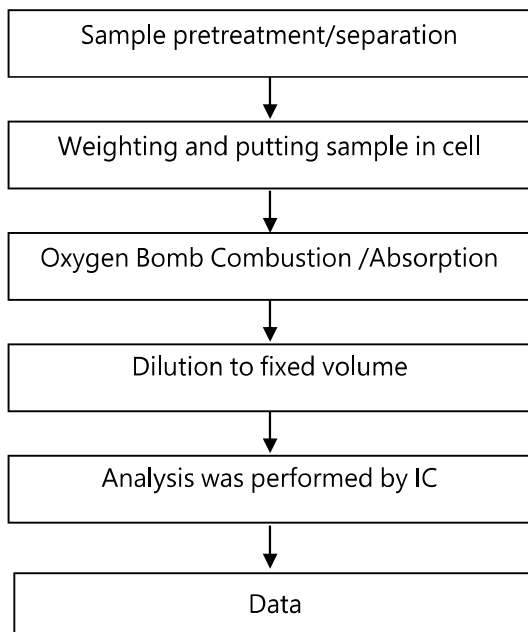 Sample pretreatment/separation
Weighting and putting sample in cell
Oxygen Bomb Combustion /Absorption
Dilution to fixed volume
Analysis was performed by IC
Data